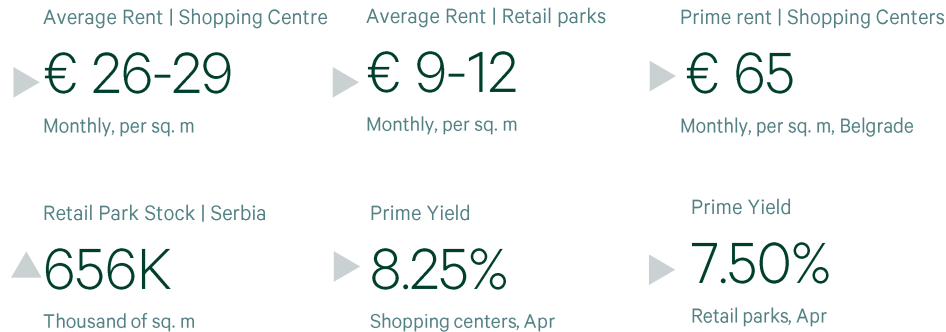 Average Rent | Shopping Centre
€ 26-29
Monthly, per sq. m
Average Rent | Retail parks
€ 9-12
Monthly, per sq. m
Prime rent | Shopping Centers
€ 65
Monthly, per sq. m, Belgrade
Retail Park Stock | Serbia
656K
Thousand of sq. m
Prime Yield
8.25%
Shopping centers, Apr
Prime Yield
7.50%
Retail parks, Apr